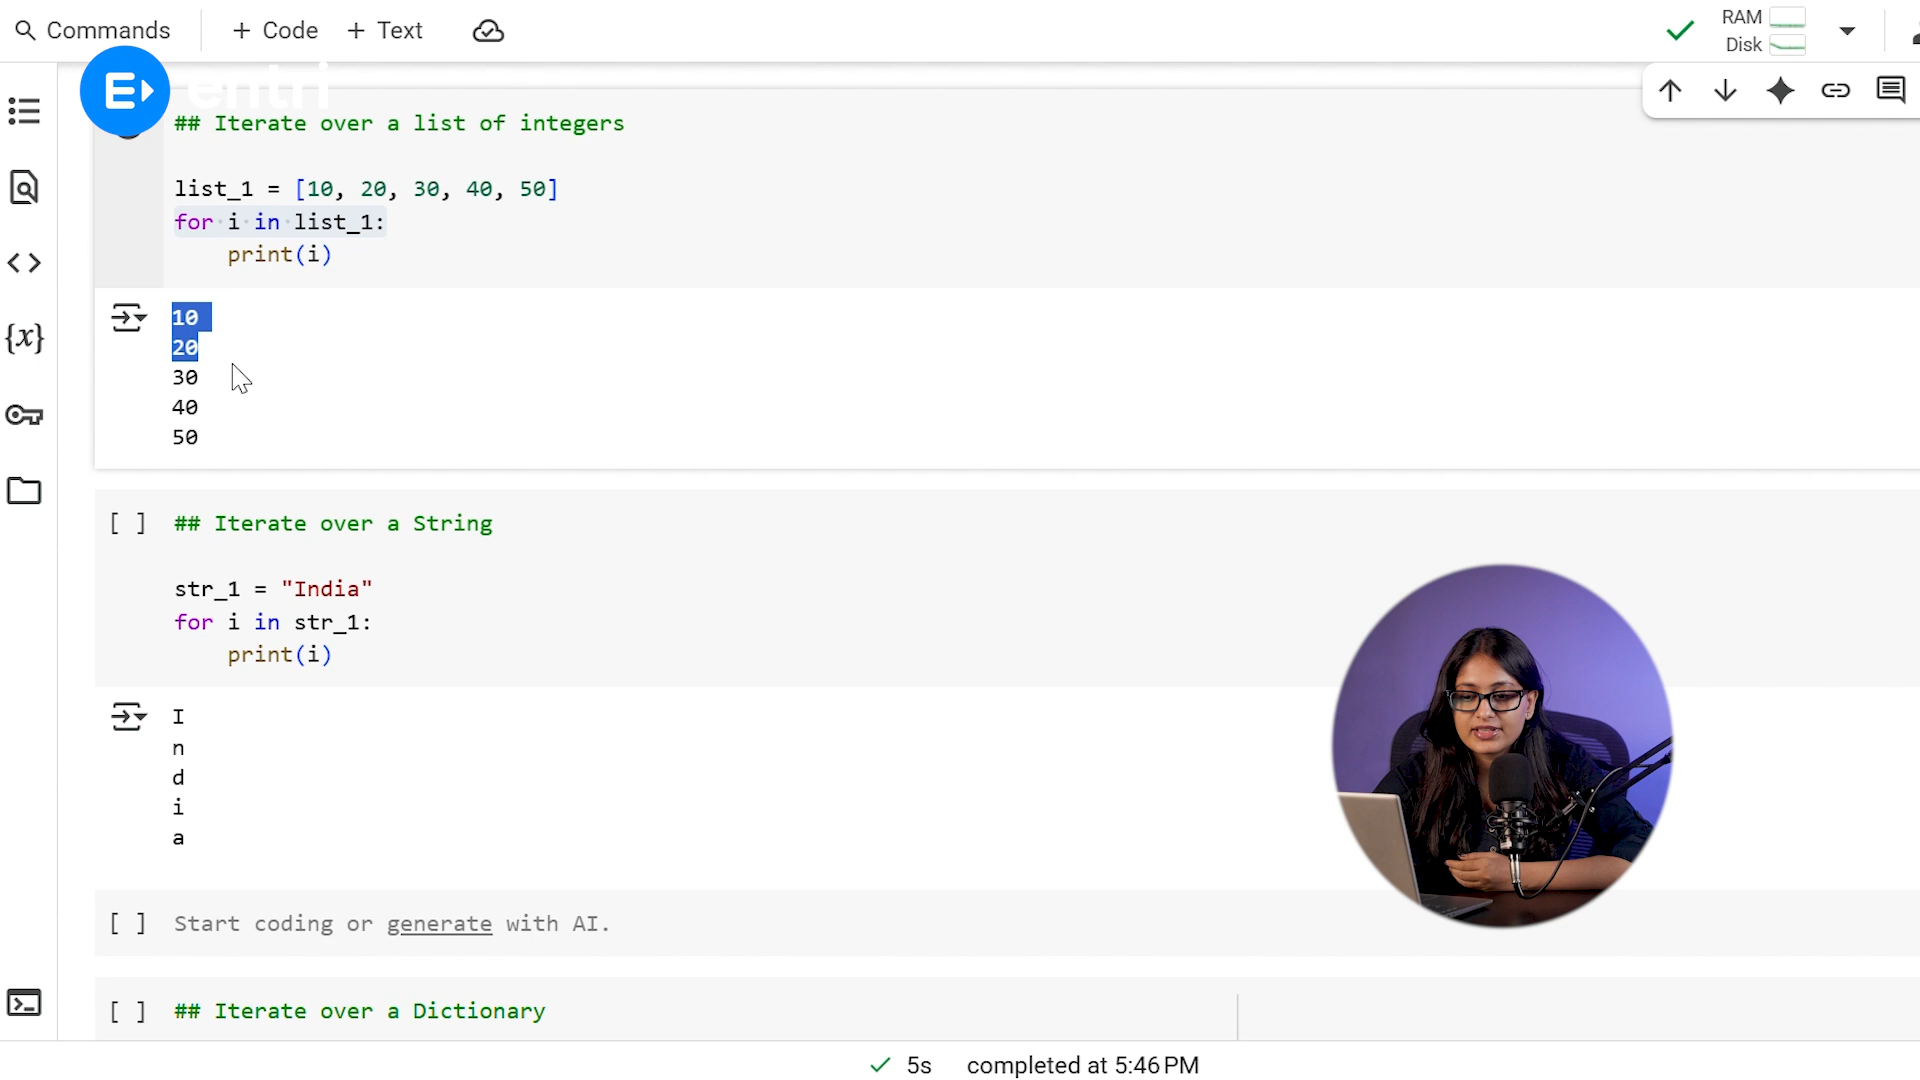 Commands + Code + Text RAM
Disk
entri
## Iterate over a list of integers
list_1 = [10, 20, 30, 40, 50]
for i in list_1:
print(i)
10
20
30
40
50
[ ] ## Iterate over a String
str_1 = "India"
for i in str_1:
print(i)
I
n
d
i
a
[ ] Start coding or generate with AI.
[ ] ## Iterate over a Dictionary
5s completed at 5:46 PM